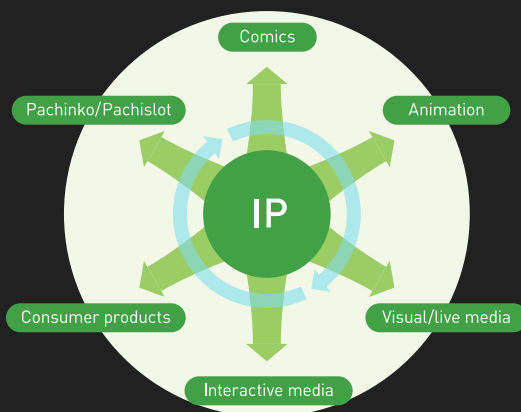 Comics
Pachinko/Pachislot
Animation
IP
Consumer products
Visual/live media
Interactive media